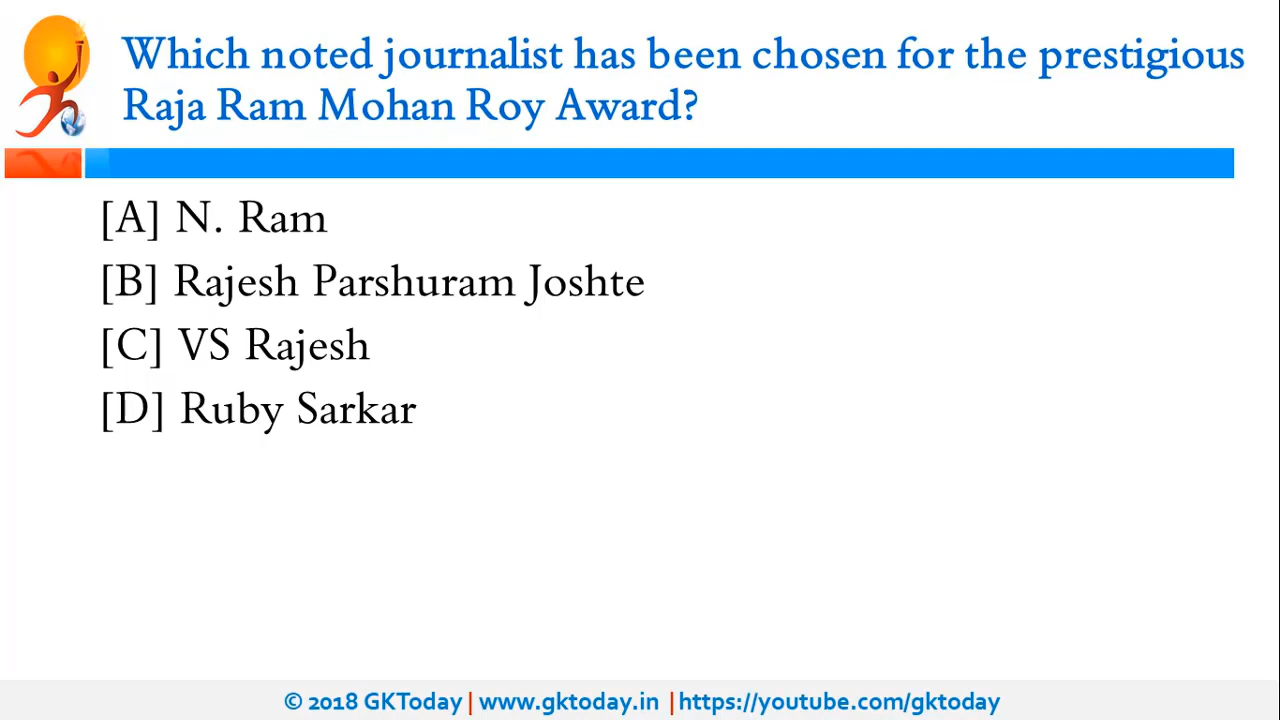 Which noted journalist has been chosen for the prestigious
Raja Ram Mohan Roy Award?
[A] N. Ram
[B] Rajesh Parshuram Joshte
[C] VS Rajesh
[D] Ruby Sarkar
© 2018 GKToday | www.gktoday.in | https://youtube.com/gktoday